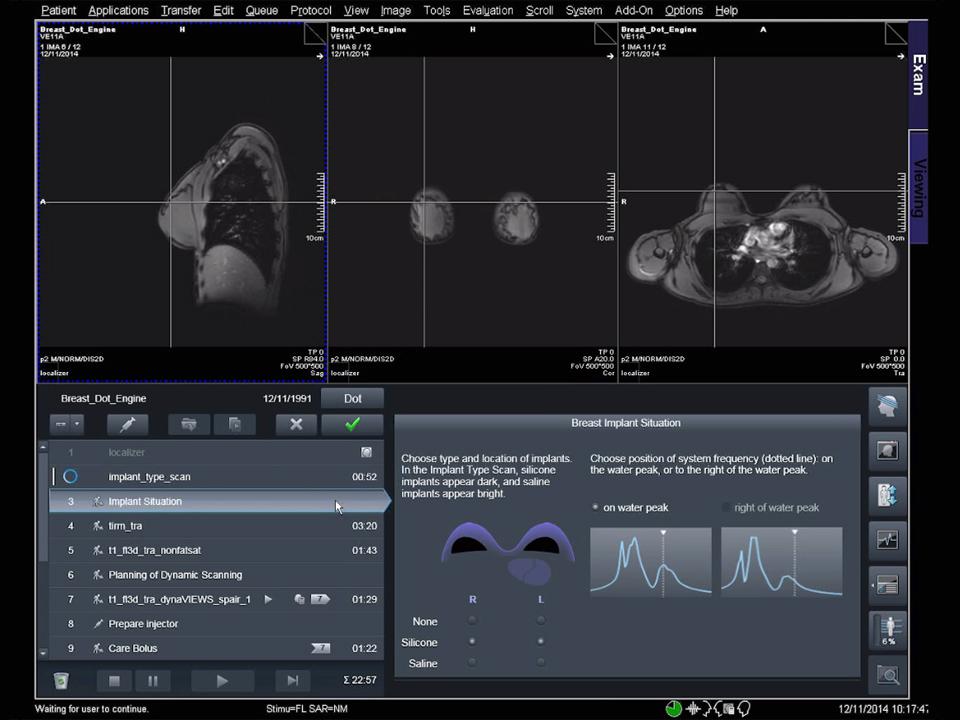 Patient Applications Transfer Edit Queue Protocol View Image Tools Evaluation Scroll System Add-On Options Help
Breast_Dot_Engine H
VE11A
1 IMA 6 / 12
12/11/2014
A
10cm
p2 M/NORM/DIS2D
localizer
TP 0
SP R84.0
FoV 500*500
Sag
Breast_Dot_Engine H
VE11A
1 IMA 8 / 12
12/11/2014
R
10cm
p2 M/NORM/DIS2D
localizer
TP 0
SP A20.0
FoV 500*500
Cor
Breast_Dot_Engine A
VE11A
1 IMA 11 / 12
12/11/2014
R
10cm
p2 M/NORM/DIS2D
localizer
TP 0
SP 0.0
FoV 500*500
Tra
Exam
Viewing
Breast_Dot_Engine 12/11/1991 Dot
1 localizer
implant_type_scan 00:52
3 Implant Situation
4 tirm_tra 03:20
5 t1_fl3d_tra_nonfatsat 01:43
6 Planning of Dynamic Scanning
7 t1_fl3d_tra_dynaVIEWS_spair_1 7 01:29
8 Prepare injector
9 Care Bolus 7 01:22
Σ 22:57
Breast Implant Situation
Choose type and location of implants.
In the Implant Type Scan, silicone
implants appear dark, and saline
implants appear bright.
R L
None
Silicone
Saline
Choose position of system frequency (dotted line): on
the water peak, or to the right of the water peak.
on water peak right of water peak
6%
Waiting for user to continue. Stimu=FL SAR=NM 12/11/2014 10:17:47